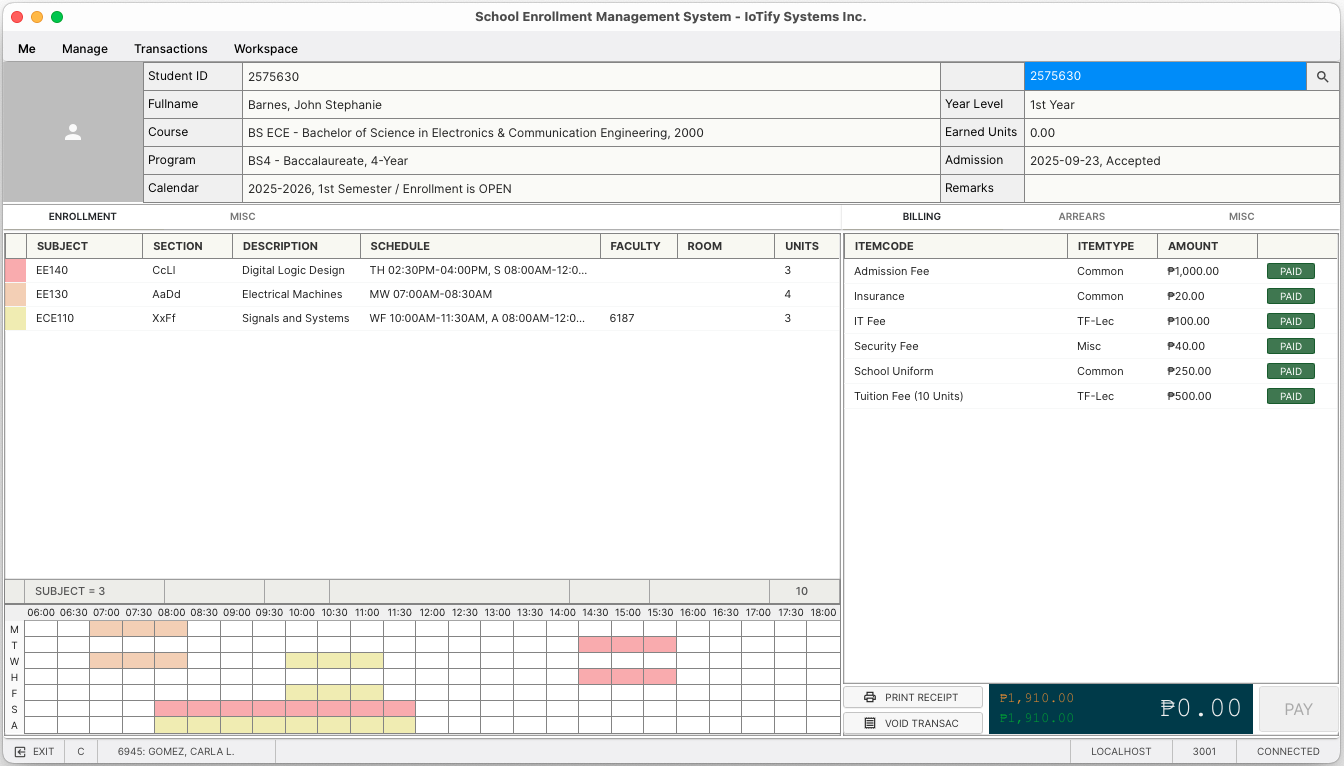 School Enrollment Management System - IoTify Systems Inc.
Me Manage Transactions Workspace
Student ID 2575630 2575630
Fullname Barnes, John Stephanie Year Level 1st Year
Course BS ECE - Bachelor of Science in Electronics & Communication Engineering, 2000 Earned Units 0.00
Program BS4 - Baccalaureate, 4-Year Admission 2025-09-23, Accepted
Calendar 2025-2026, 1st Semester / Enrollment is OPEN Remarks
ENROLLMENT MISC BILLING ARREARS MISC
SUBJECT SECTION DESCRIPTION SCHEDULE FACULTY ROOM UNITS
EE140 CcLl Digital Logic Design TH 02:30PM-04:00PM, S 08:00AM-12:0... 3
EE130 AaDd Electrical Machines MW 07:00AM-08:30AM 4
ECE110 XxFf Signals and Systems WF 10:00AM-11:30AM, A 08:00AM-12:0... 6187 3
SUBJECT = 3 10
06:00 06:30 07:00 07:30 08:00 08:30 09:00 09:30 10:00 10:30 11:00 11:30 12:00 12:30 13:00 13:30 14:00 14:30 15:00 15:30 16:00 16:30 17:00 17:30 18:00
M
T
W
H
F
S
A
ITEMCODE ITEMTYPE AMOUNT
Admission Fee Common ₱1,000.00 PAID
Insurance Common ₱20.00 PAID
IT Fee TF-Lec ₱100.00 PAID
Security Fee Misc ₱40.00 PAID
School Uniform Common ₱250.00 PAID
Tuition Fee (10 Units) TF-Lec ₱500.00 PAID
PRINT RECEIPT
VOID TRANSAC
₱1,910.00
₱1,910.00
₱0.00
PAY
EXIT C 6945: GOMEZ, CARLA L. LOCALHOST 3001 CONNECTED